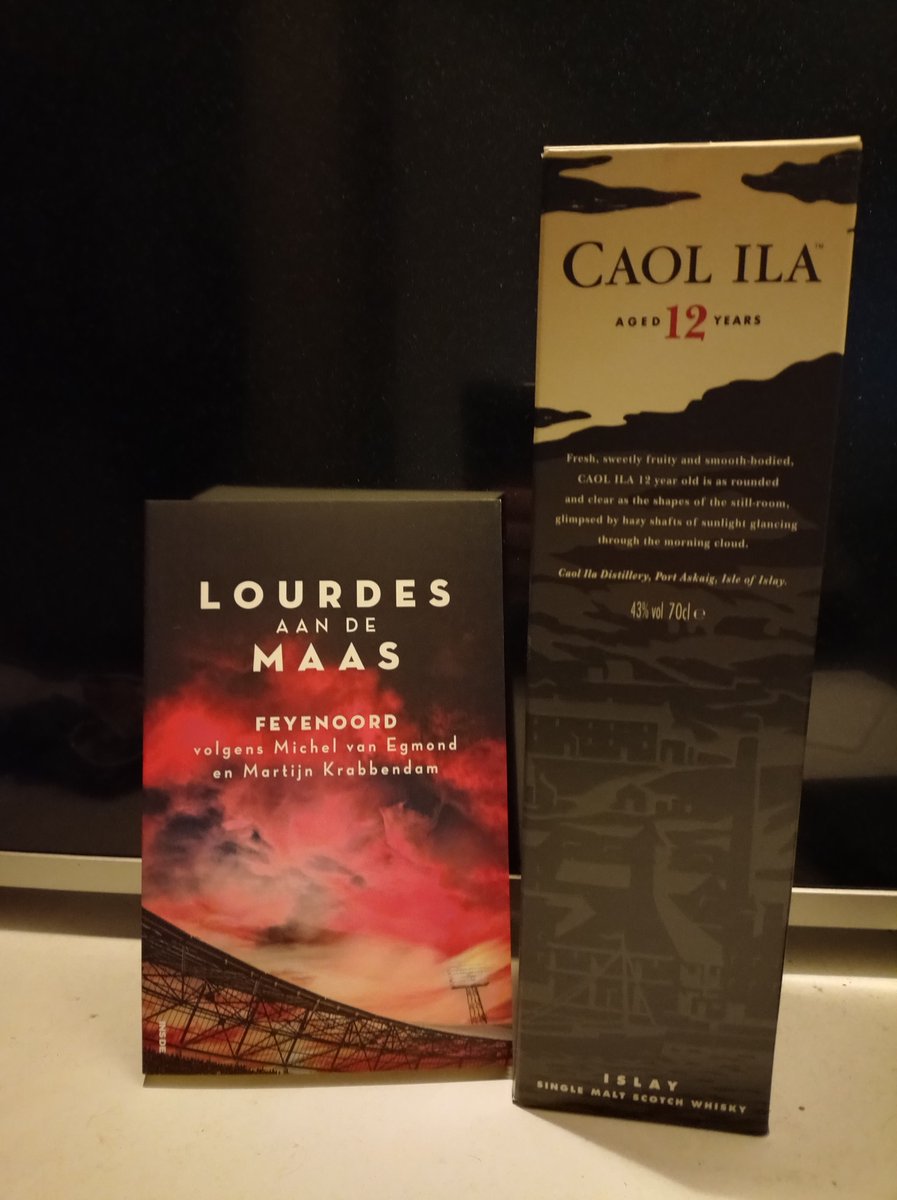 LOURDES
AAN DE
MAAS
FEYENOORD
volgens Michel van Egmond
en Martijn Krabbendam
INSIDE
CAOL ILA™
AGED 12 YEARS
Fresh, sweetly fruity and smooth-bodied,
CAOL ILA 12 year old is as rounded
and clear as the shapes of the still-room,
glimpsed by hazy shafts of sunlight glancing
through the morning cloud.
Caol Ila Distillery, Port Askaig, Isle of Islay.
43% vol 70cl ℮
ISLAY
SINGLE MALT SCOTCH WHISKY